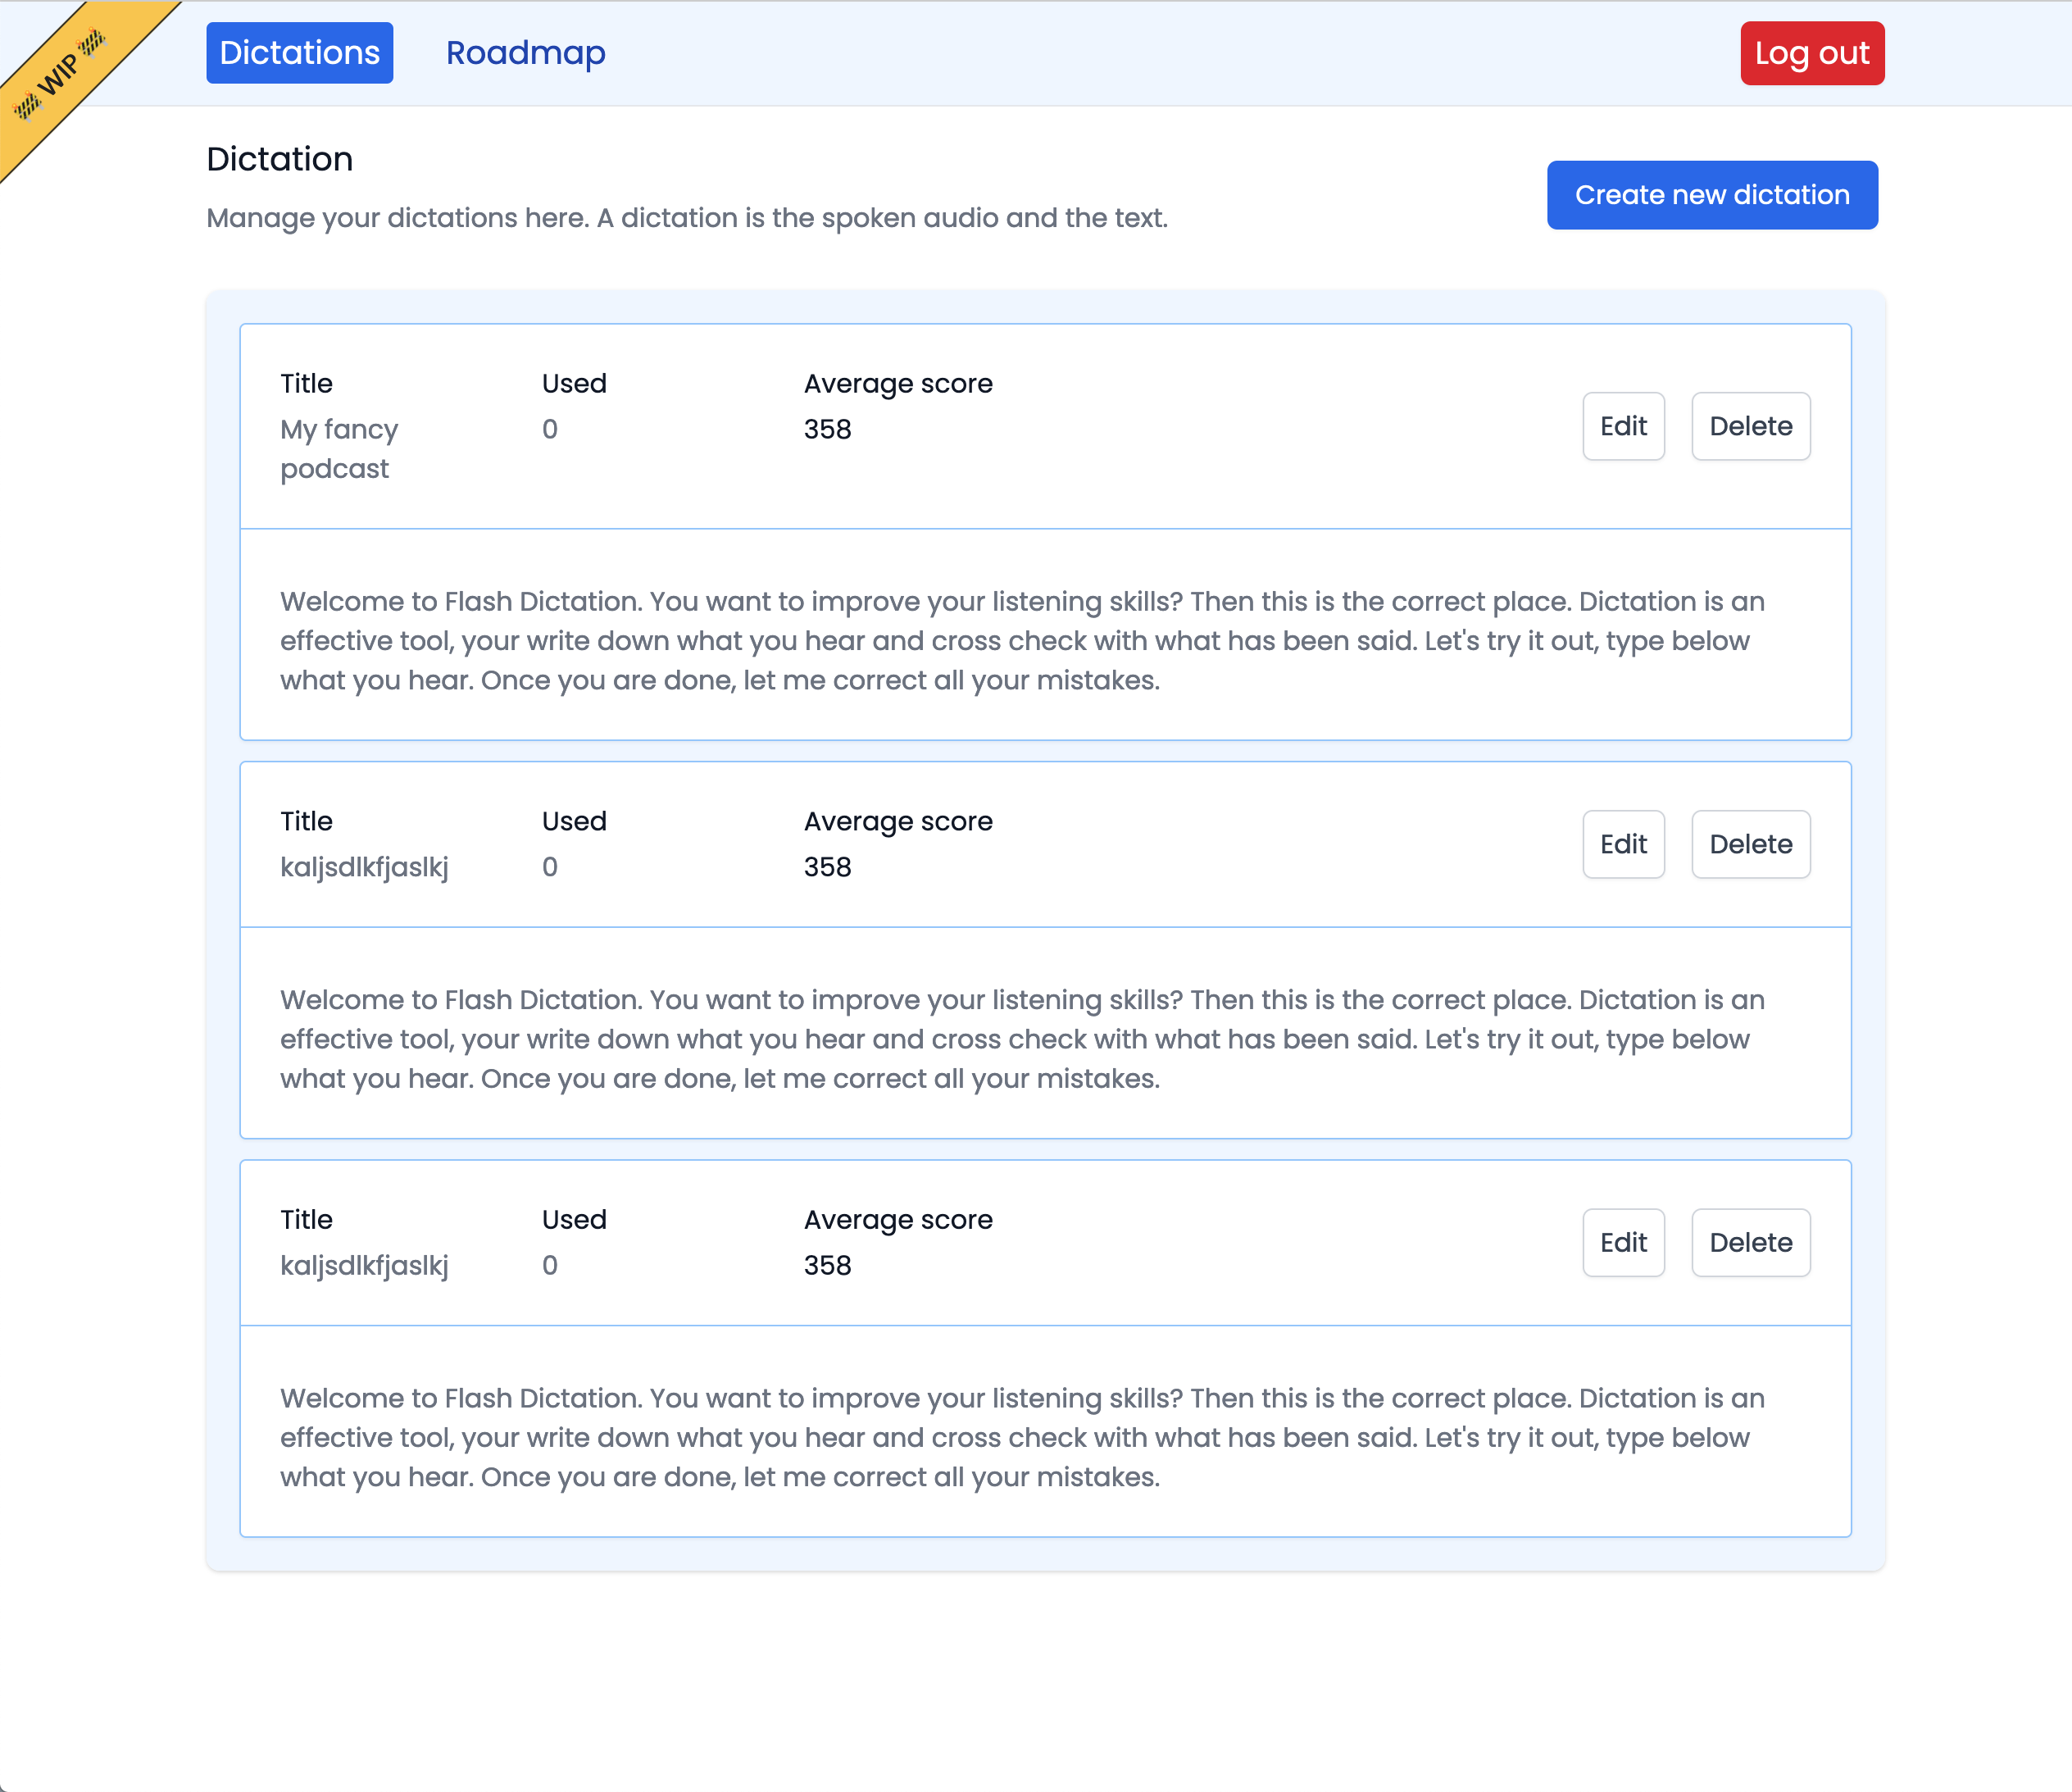 🚧 WIP 🚧
Dictations Roadmap Log out
Dictation
Create new dictation
Manage your dictations here. A dictation is the spoken audio and the text.
Title Used Average score
My fancy 0 358 Edit Delete
podcast
Welcome to Flash Dictation. You want to improve your listening skills? Then this is the correct place. Dictation is an
effective tool, your write down what you hear and cross check with what has been said. Let's try it out, type below
what you hear. Once you are done, let me correct all your mistakes.
Title Used Average score
kaljsdlkfjaslkj 0 358 Edit Delete
Welcome to Flash Dictation. You want to improve your listening skills? Then this is the correct place. Dictation is an
effective tool, your write down what you hear and cross check with what has been said. Let's try it out, type below
what you hear. Once you are done, let me correct all your mistakes.
Title Used Average score
kaljsdlkfjaslkj 0 358 Edit Delete
Welcome to Flash Dictation. You want to improve your listening skills? Then this is the correct place. Dictation is an
effective tool, your write down what you hear and cross check with what has been said. Let's try it out, type below
what you hear. Once you are done, let me correct all your mistakes.